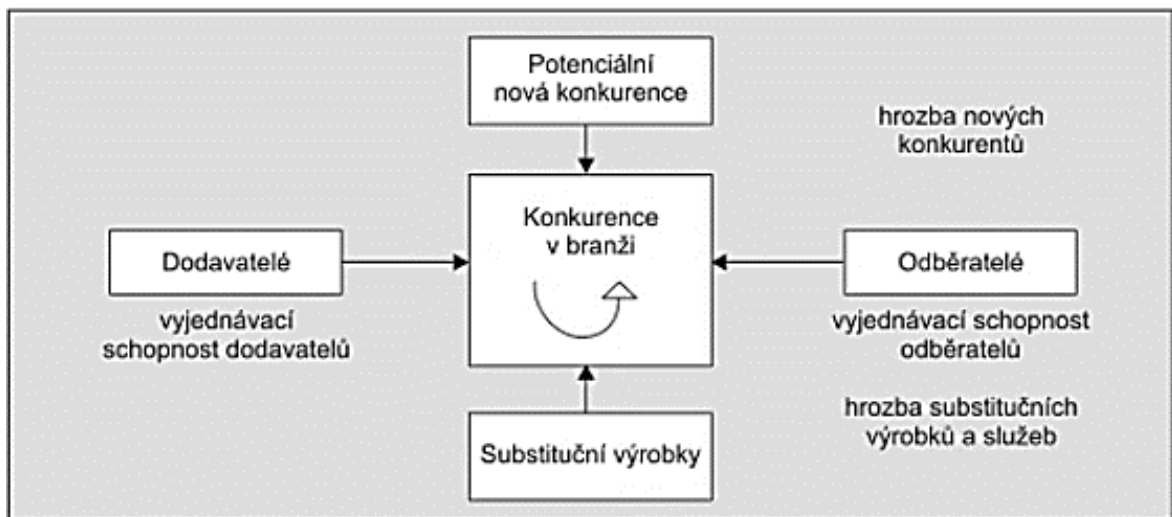 Potenciální
nová konkurence
hrozba nových
konkurentů
Konkurence
v branži
Dodavatelé
Odběratelé
vyjednávací
schopnost dodavatelů
vyjednávací schopnost
odběratelů
hrozba substitučních
výrobků a služeb
Substituční výrobky